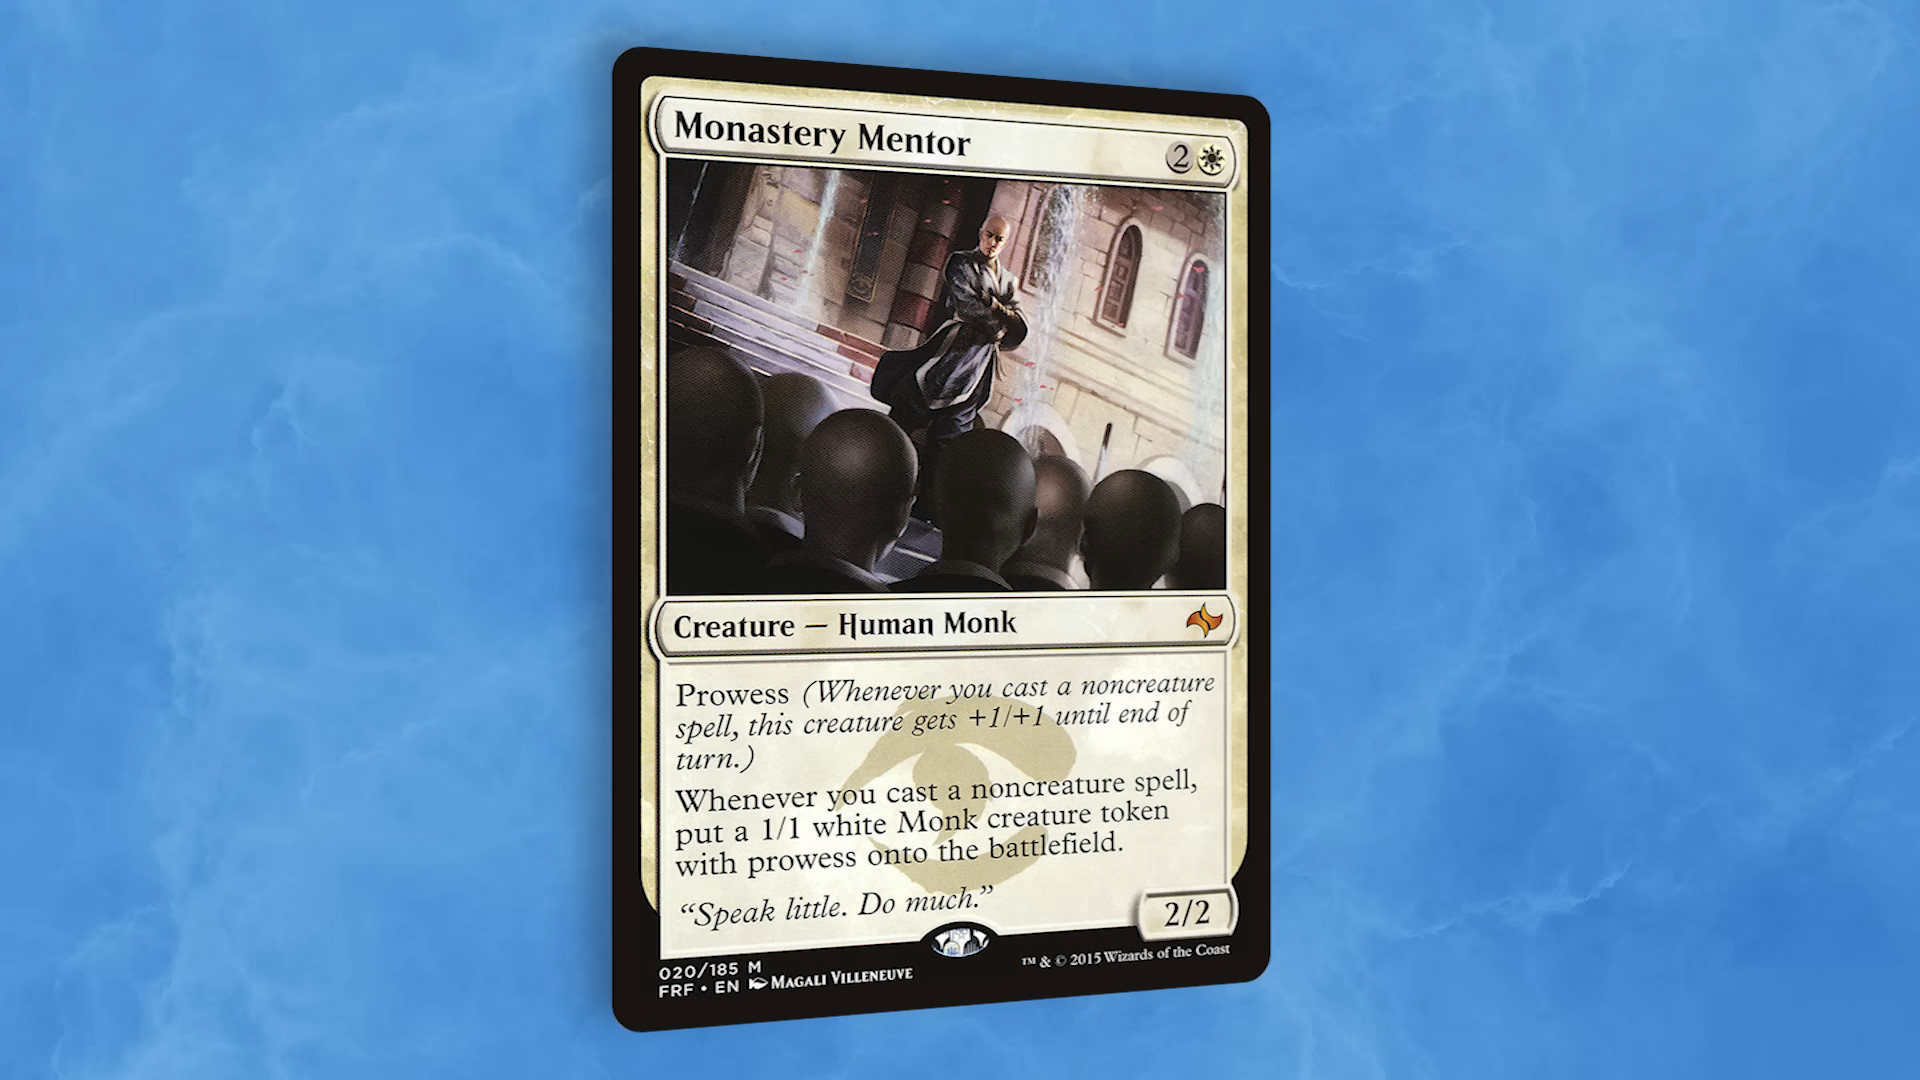 Monastery Mentor
2
Creature — Human Monk
Prowess (Whenever you cast a noncreature
spell, this creature gets +1/+1 until end of
turn.)
Whenever you cast a noncreature spell,
put a 1/1 white Monk creature token
with prowess onto the battlefield.
“Speak little. Do much.”
2/2
020/185 M
FRF • EN Magali Villeneuve
™ & © 2015 Wizards of the Coast